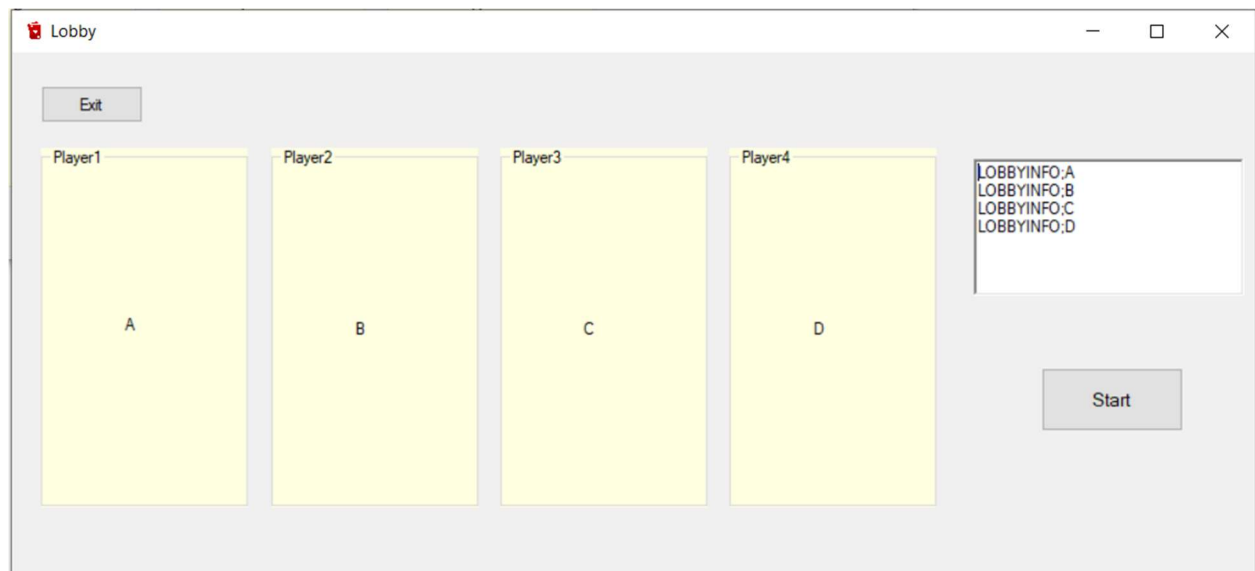 Lobby
Exit
Player1
Player2
Player3
Player4
A
B
C
D
LOBBYINFO;A
LOBBYINFO;B
LOBBYINFO;C
LOBBYINFO;D
Start